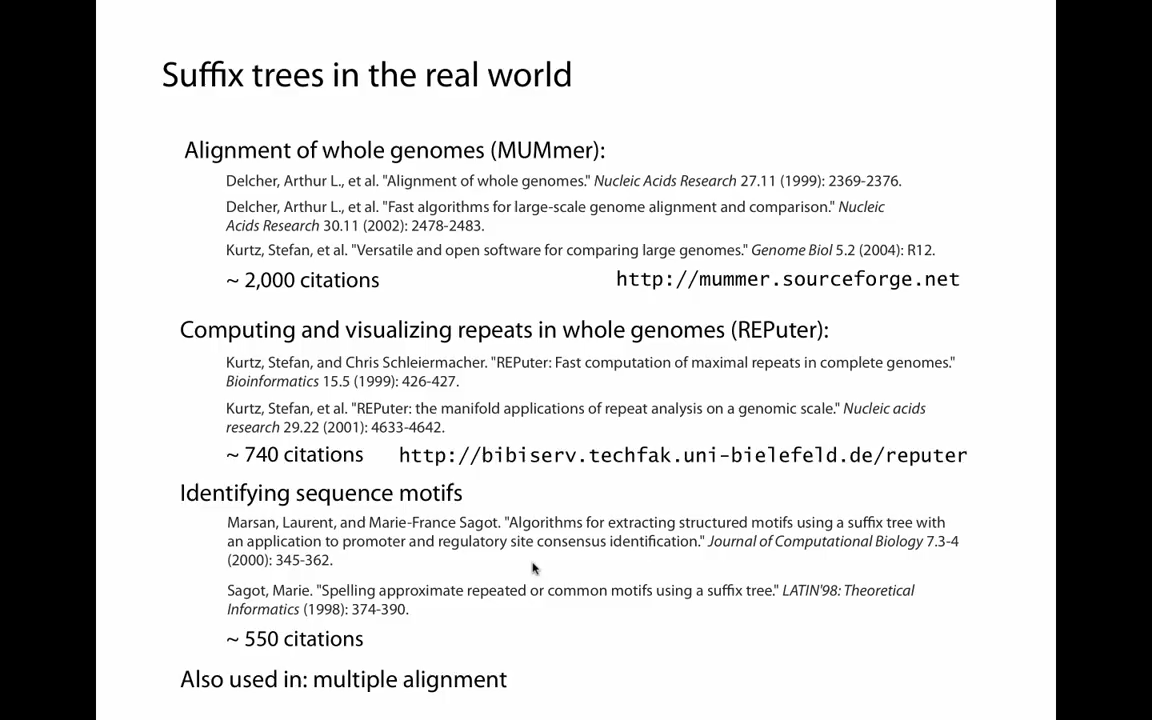 Suffix trees in the real world
Alignment of whole genomes (MUMmer):
Delcher, Arthur L., et al. "Alignment of whole genomes." Nucleic Acids Research 27.11 (1999): 2369-2376.
Delcher, Arthur L., et al. "Fast algorithms for large-scale genome alignment and comparison." Nucleic
Acids Research 30.11 (2002): 2478-2483.
Kurtz, Stefan, et al. "Versatile and open software for comparing large genomes." Genome Biol 5.2 (2004): R12.
~ 2,000 citations http://mummer.sourceforge.net
Computing and visualizing repeats in whole genomes (REPuter):
Kurtz, Stefan, and Chris Schleiermacher. "REPuter: Fast computation of maximal repeats in complete genomes."
Bioinformatics 15.5 (1999): 426-427.
Kurtz, Stefan, et al. "REPuter: the manifold applications of repeat analysis on a genomic scale." Nucleic acids
research 29.22 (2001): 4633-4642.
~ 740 citations http://bibiserv.techfak.uni-bielefeld.de/reputer
Identifying sequence motifs
Marsan, Laurent, and Marie-France Sagot. "Algorithms for extracting structured motifs using a suffix tree with
an application to promoter and regulatory site consensus identification." Journal of Computational Biology 7.3-4
(2000): 345-362.
Sagot, Marie. "Spelling approximate repeated or common motifs using a suffix tree." LATIN'98: Theoretical
Informatics (1998): 374-390.
~ 550 citations
Also used in: multiple alignment